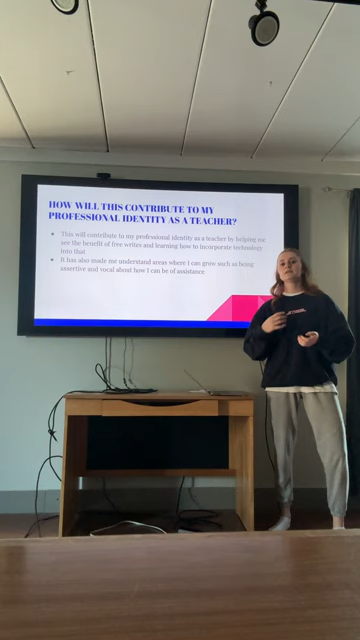 HOW WILL THIS CONTRIBUTE TO MY
PROFESSIONAL IDENTITY AS A TEACHER?
● This will contribute to my professional identity as a teacher by helping me
see the benefit of free writes and learning how to incorporate technology
into that
● It has also made me understand areas where I can grow such as being
assertive and vocal about how I can be of assistance